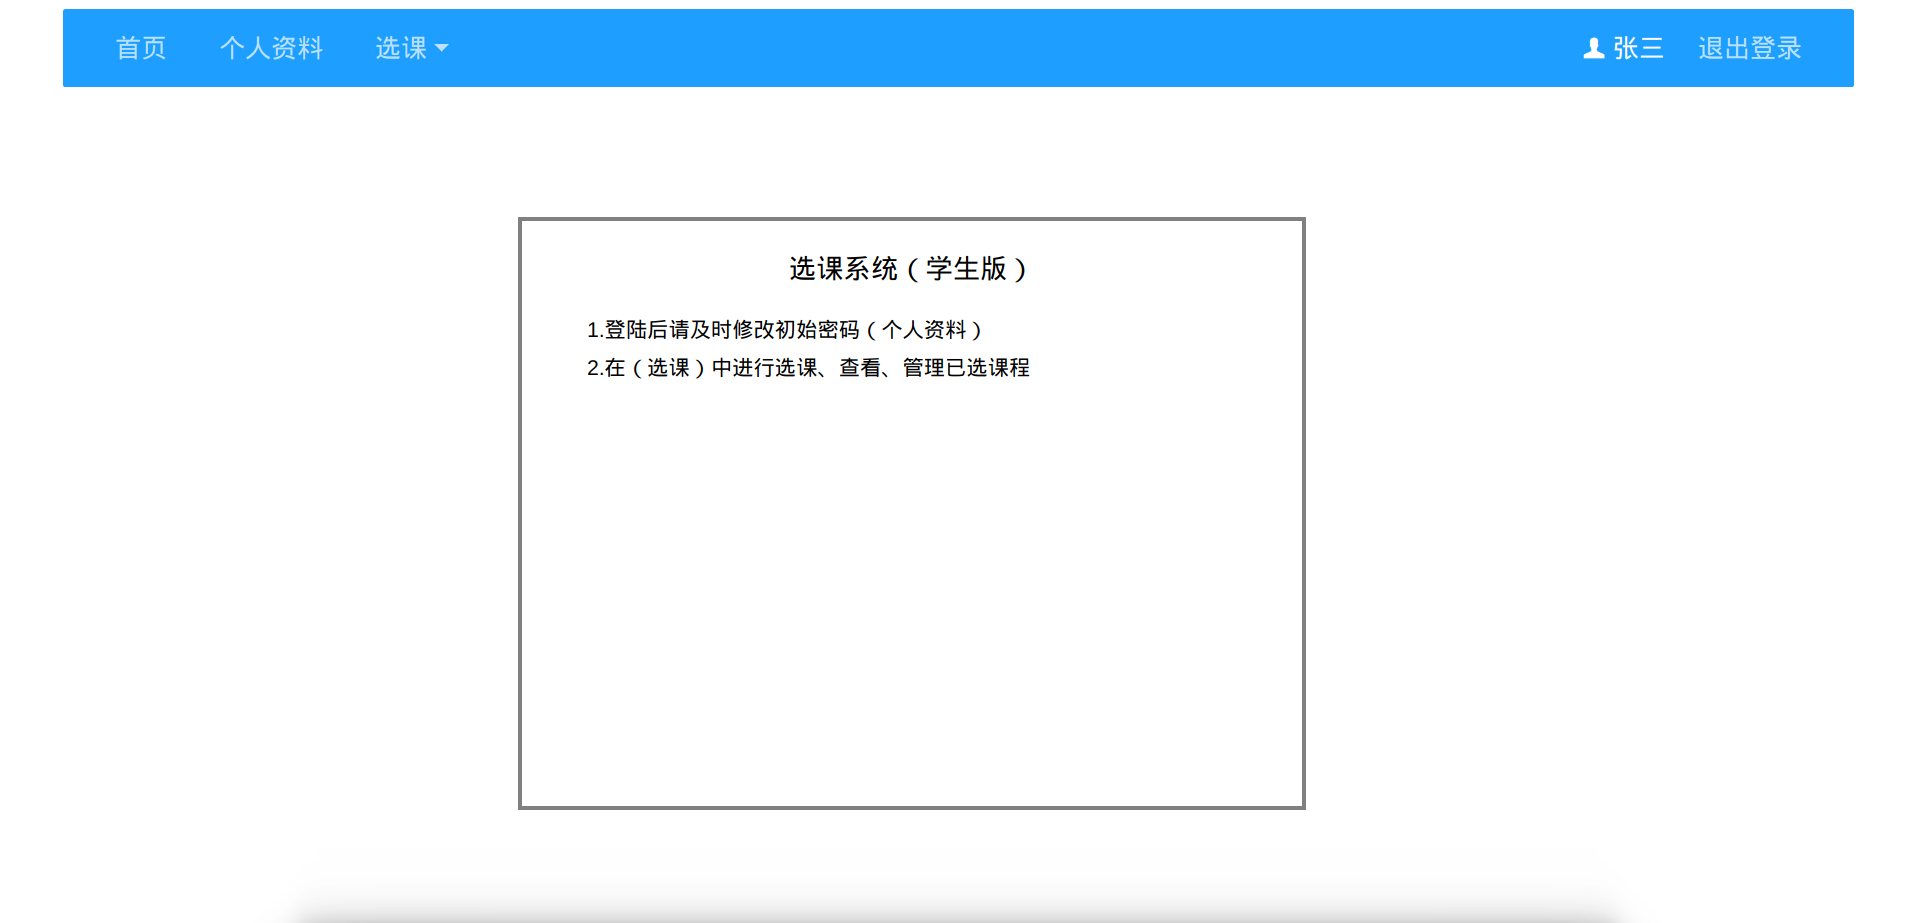 首页 个人资料 选课 张三 退出登录
选课系统（学生版）
1.登陆后请及时修改初始密码（个人资料）
2.在（选课）中进行选课、查看、管理已选课程